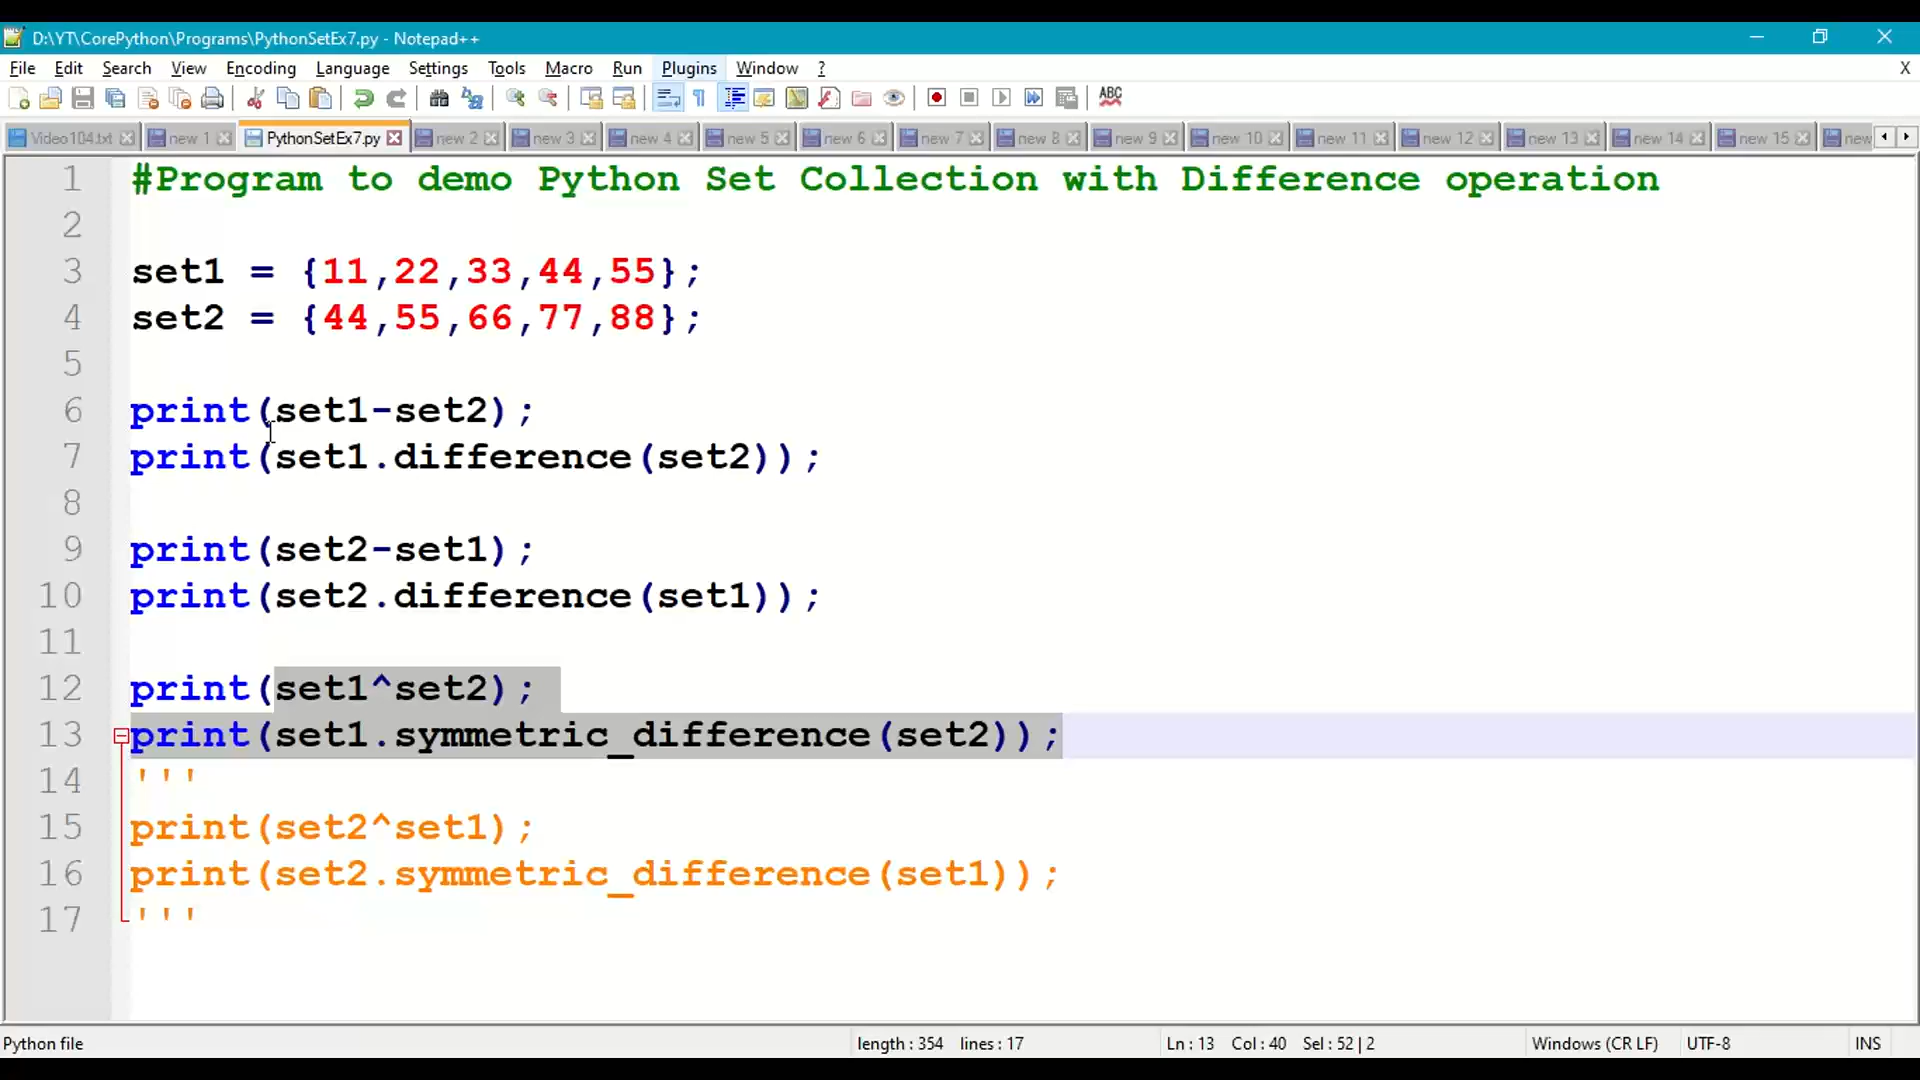 D:\YT\CorePython\Programs\PythonSetEx7.py - Notepad++
File Edit Search View Encoding Language Settings Tools Macro Run Plugins Window ? X
ABC
Video104.txt new 1 PythonSetEx7.py new 2 new 3 new 4 new 5 new 6 new 7 new 8 new 9 new 10 new 11 new 12 new 13 new 14 new 15 new
1 #Program to demo Python Set Collection with Difference operation
2
3 set1 = {11,22,33,44,55};
4 set2 = {44,55,66,77,88};
5
6 print(set1-set2);
7 print(set1.difference(set2));
8
9 print(set2-set1);
10 print(set2.difference(set1));
11
12 print(set1^set2);
13 print(set1.symmetric_difference(set2));
14 '''
15 print(set2^set1);
16 print(set2.symmetric_difference(set1));
17 '''
Python file length : 354 lines : 17 Ln : 13 Col : 40 Sel : 52 | 2 Windows (CR LF) UTF-8 INS